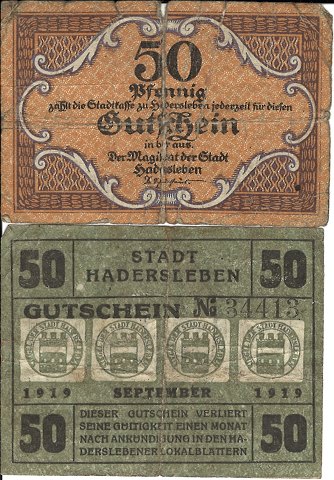 50
Pfennig
zahlt die Stadtkasse zu Hadersleben jederzeit für diesen
Gutschein
in der aus.
Der Magistrat der Stadt
Hadersleben
50 STADT HADERSLEBEN 50
GUTSCHEIN № 34413
1919 SEPTEMBER 1919
50 50
DIESER GUTSCHEIN VERLIERT
SEINE GÜLTIGKEIT EINEN MONAT
NACH ANKÜNDIGUNG IN DEN HA-
DERSLEBENER LOKALBLÄTTERN